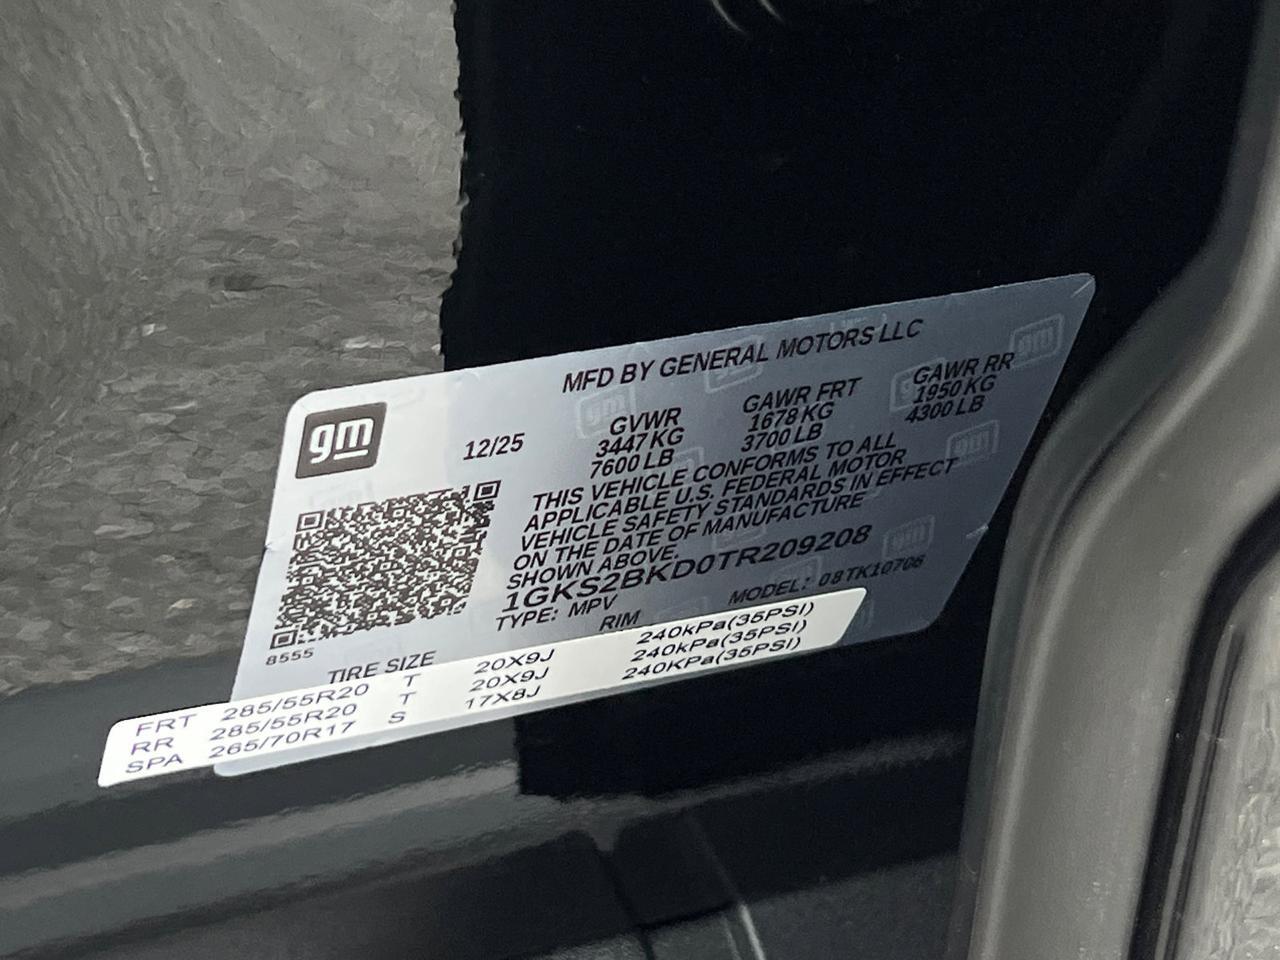 MFD BY GENERAL MOTORS LLC
gm
12/25
GVWR GAWR FRT GAWR RR
3447 KG 1678 KG 1950 KG
7600 LB 3700 LB 4300 LB
THIS VEHICLE CONFORMS TO ALL
APPLICABLE U.S. FEDERAL MOTOR
VEHICLE SAFETY STANDARDS IN EFFECT
ON THE DATE OF MANUFACTURE
SHOWN ABOVE.
1GKS2BKD0TR209208
TYPE: MPV MODEL: 08TK10706
8555
TIRE SIZE RIM
FRT 285/55R20 T 20X9J 240kPa(35PSI)
RR 285/55R20 T 20X9J 240kPa(35PSI)
SPA 265/70R17 S 17X8J 240KPa(35PSI)